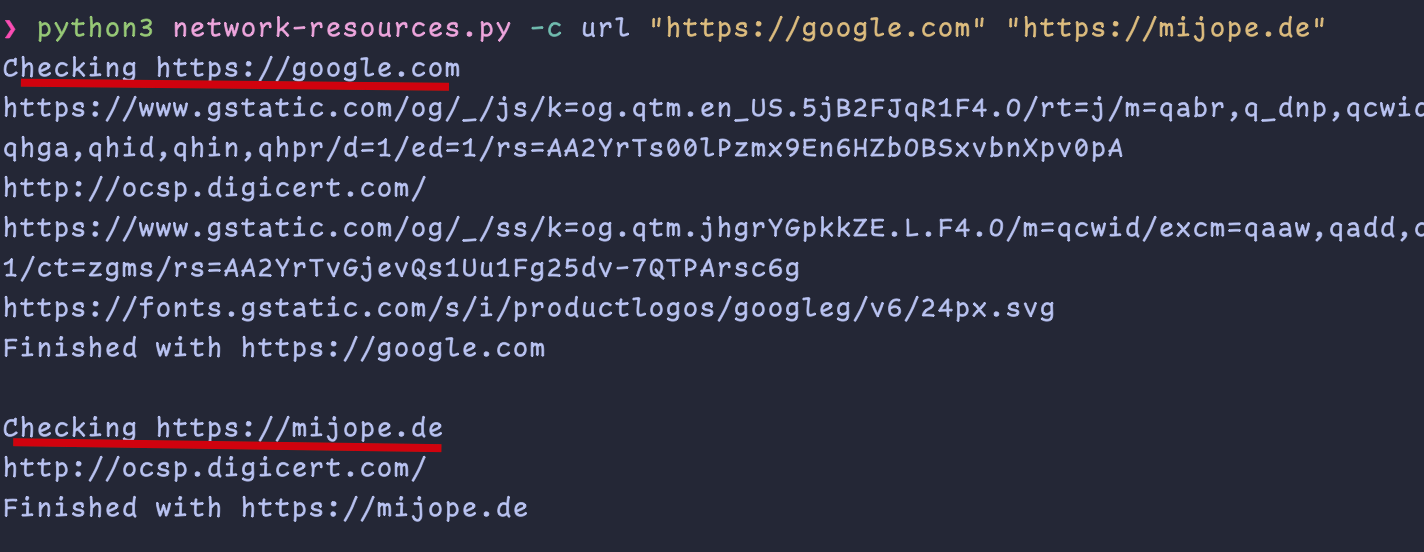 ❯ python3 network-resources.py -c url "https://google.com" "https://mijope.de"
Checking https://google.com
https://www.gstatic.com/og/_/js/k=og.qtm.en_US.5jB2FJqR1F4.O/rt=j/m=qabr,q_dnp,qcwid
qhga,qhid,qhin,qhpr/d=1/ed=1/rs=AA2YrTs00lPzmx9En6HZbOBSxvbnXpv0pA
http://ocsp.digicert.com/
https://www.gstatic.com/og/_/ss/k=og.qtm.jhgrYGpkkZE.L.F4.O/m=qcwid/excm=qaaw,qadd,
1/ct=zgms/rs=AA2YrTvGjevQs1Uu1Fg25dv-7QTPArsc6g
https://fonts.gstatic.com/s/i/productlogos/googleg/v6/24px.svg
Finished with https://google.com
Checking https://mijope.de
http://ocsp.digicert.com/
Finished with https://mijope.de